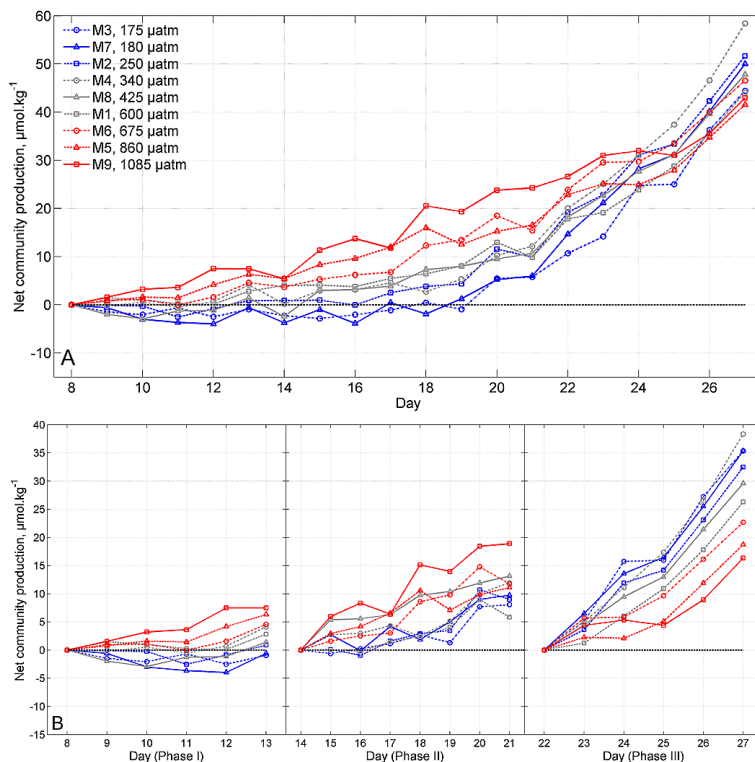 Net community production, µmol.kg-1
60
50
40
30
20
10
0
-10
M3, 175 µatm
M7, 180 µatm
M2, 250 µatm
M4, 340 µatm
M8, 425 µatm
M1, 600 µatm
M6, 675 µatm
M5, 860 µatm
M9, 1085 µatm
A
8 10 12 14 16 18 20 22 24 26
Day
Net community production, µmol.kg-1
40
35
30
25
20
15
10
5
0
-5
-10
-15
B
8 9 10 11 12 13
Day (Phase I)
14 15 16 17 18 19 20 21
Day (Phase II)
22 23 24 25 26 27
Day (Phase III)